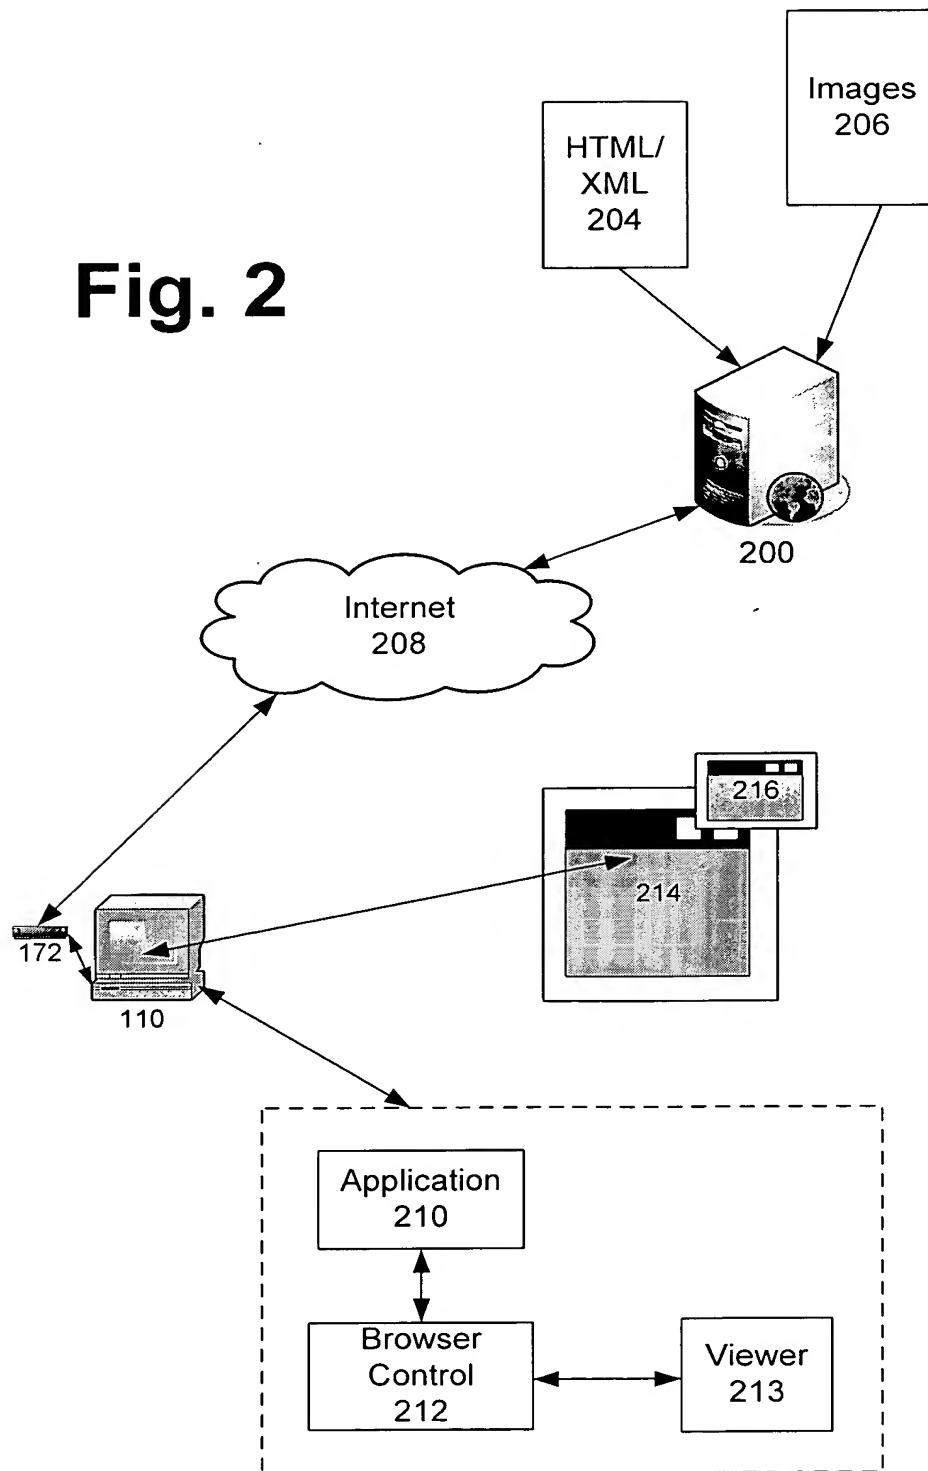 Images
206
HTML/
XML
204
Fig. 2
200
Internet
208
216
214
172
110
Application
210
Browser
Control
212
Viewer
213